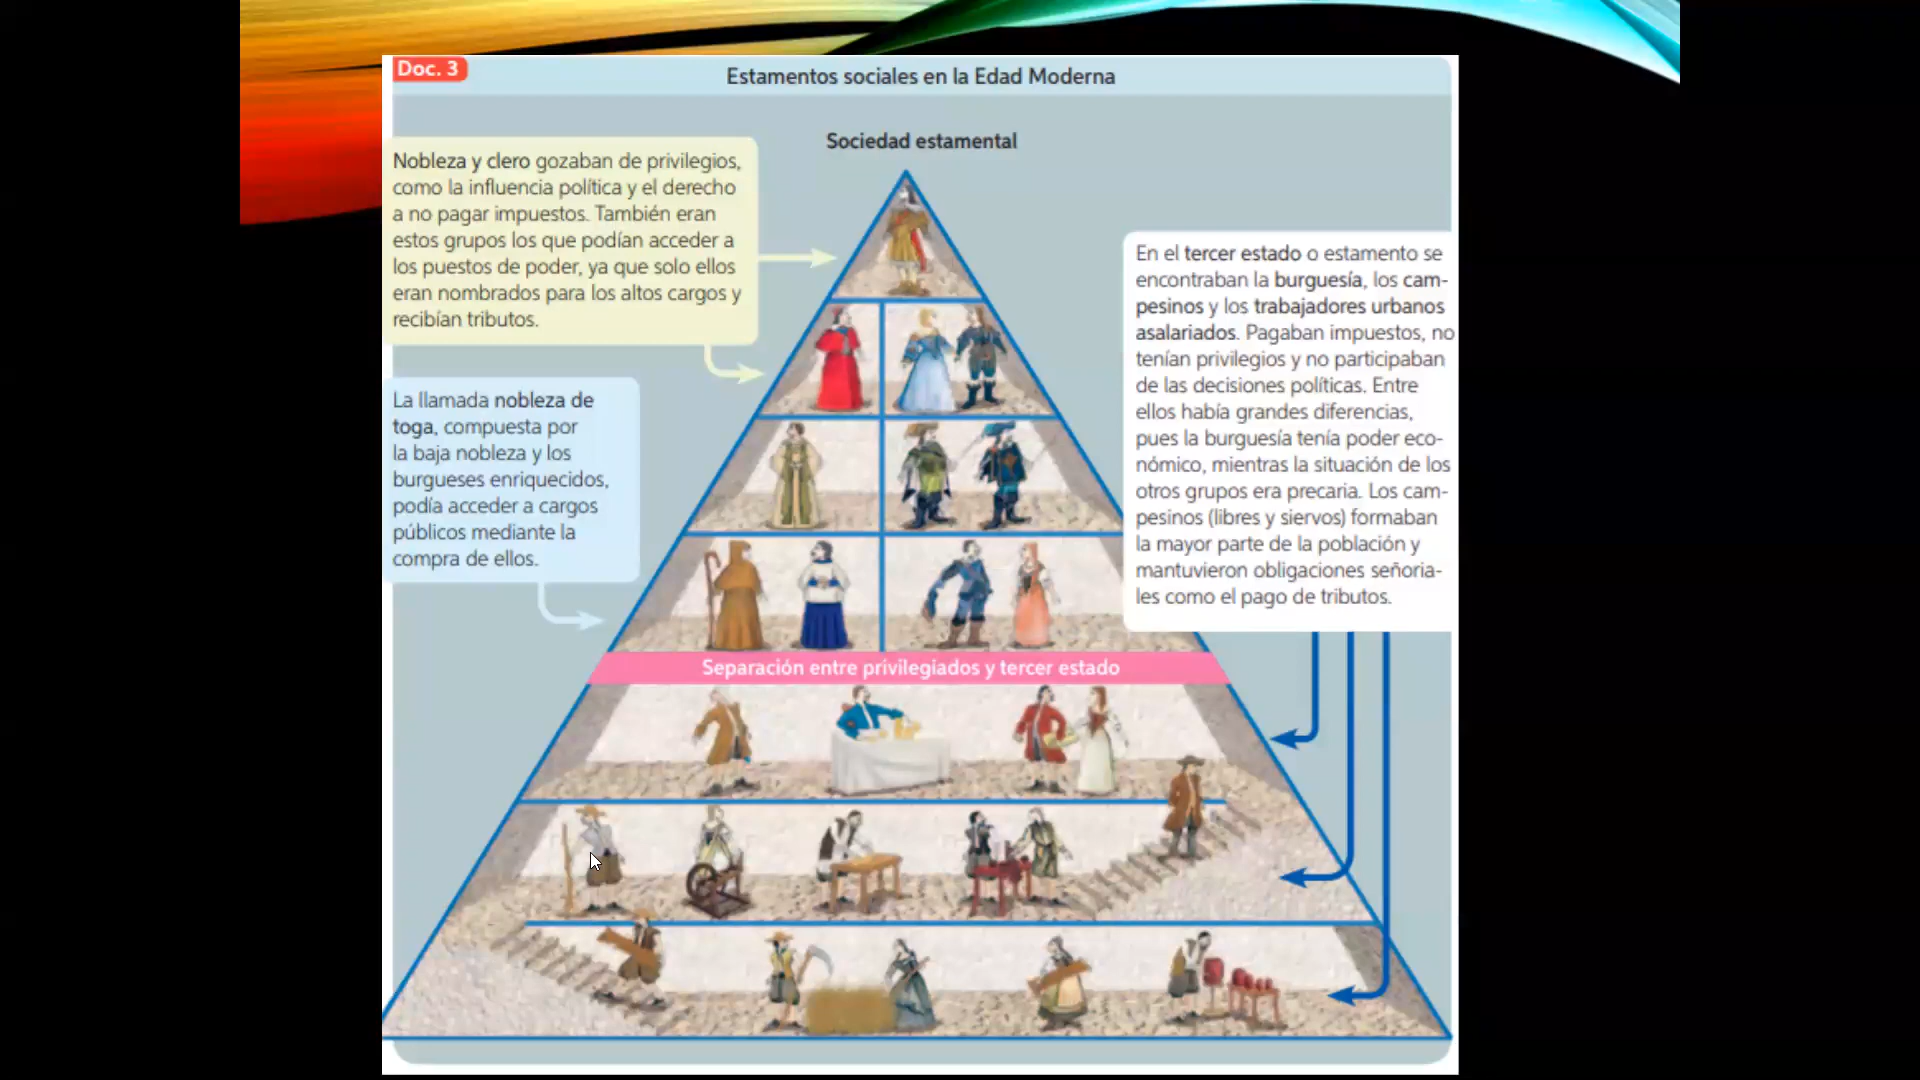 Doc. 3
Estamentos sociales en la Edad Moderna
Sociedad estamental
Nobleza y clero gozaban de privilegios,
como la influencia política y el derecho
a no pagar impuestos. También eran
estos grupos los que podían acceder a
los puestos de poder, ya que solo ellos
eran nombrados para los altos cargos y
recibían tributos.
La llamada nobleza de
toga, compuesta por
la baja nobleza y los
burgueses enriquecidos,
podía acceder a cargos
públicos mediante la
compra de ellos.
En el tercer estado o estamento se
encontraban la burguesía, los cam-
pesinos y los trabajadores urbanos
asalariados. Pagaban impuestos, no
tenían privilegios y no participaban
de las decisiones políticas. Entre
ellos había grandes diferencias,
pues la burguesía tenía poder eco-
nómico, mientras la situación de los
otros grupos era precaria. Los cam-
pesinos (libres y siervos) formaban
la mayor parte de la población y
mantuvieron obligaciones señoria-
les como el pago de tributos.
Separación entre privilegiados y tercer estado